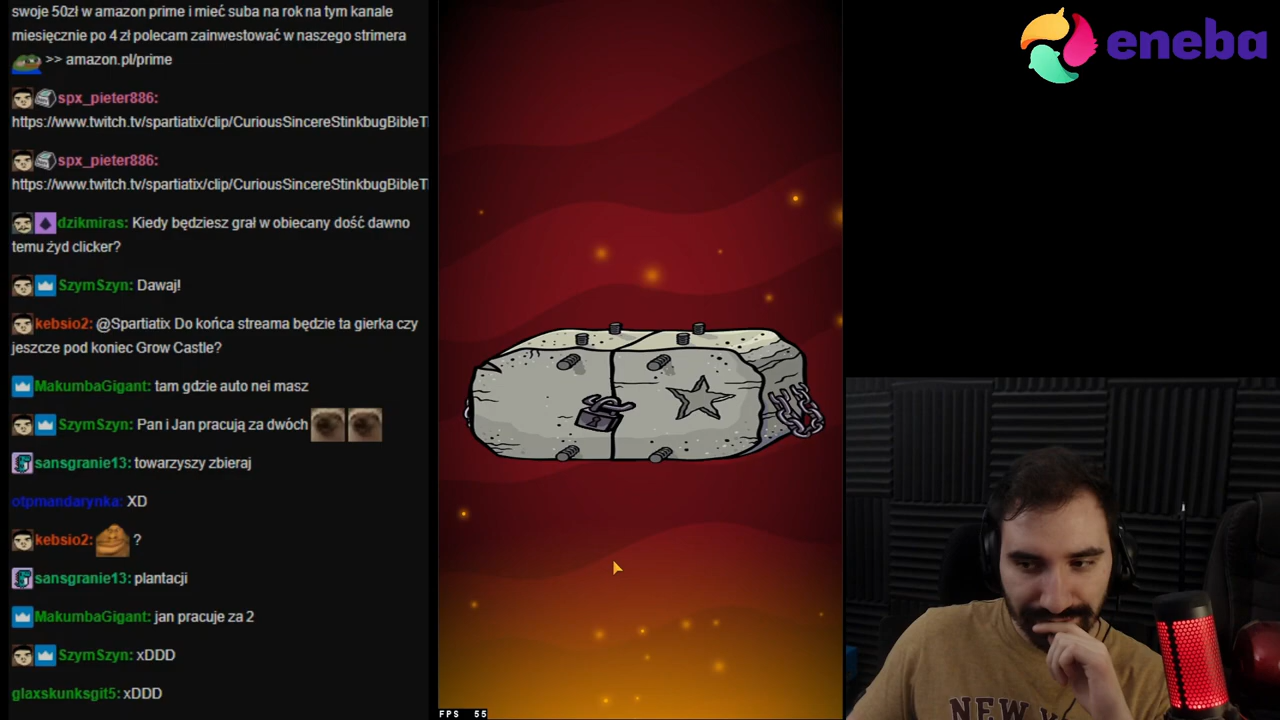 swoje 50zł w amazon prime i mieć suba na rok na tym kanale
miesięcznie po 4 zł polecam zainwestować w naszego strimera
>> amazon.pl/prime
spx_pieter886:
https://www.twitch.tv/spartiatix/clip/CuriousSincereStinkbugBibleT
spx_pieter886:
https://www.twitch.tv/spartiatix/clip/CuriousSincereStinkbugBibleT
dzikmiras: Kiedy będziesz grał w obiecany dość dawno
temu żyd clicker?
SzymSzyn: Dawaj!
kebsio2: @Spartiatix Do końca streama będzie ta gierka czy
jeszcze pod koniec Grow Castle?
MakumbaGigant: tam gdzie auto nei masz
SzymSzyn: Pan i Jan pracują za dwóch
sansgranie13: towarzyszy zbieraj
otpmandarynka: XD
kebsio2: ?
sansgranie13: plantacji
MakumbaGigant: jan pracuje za 2
SzymSzyn: xDDD
glaxskunksgit5: xDDD
FPS 55
eneba
NEW